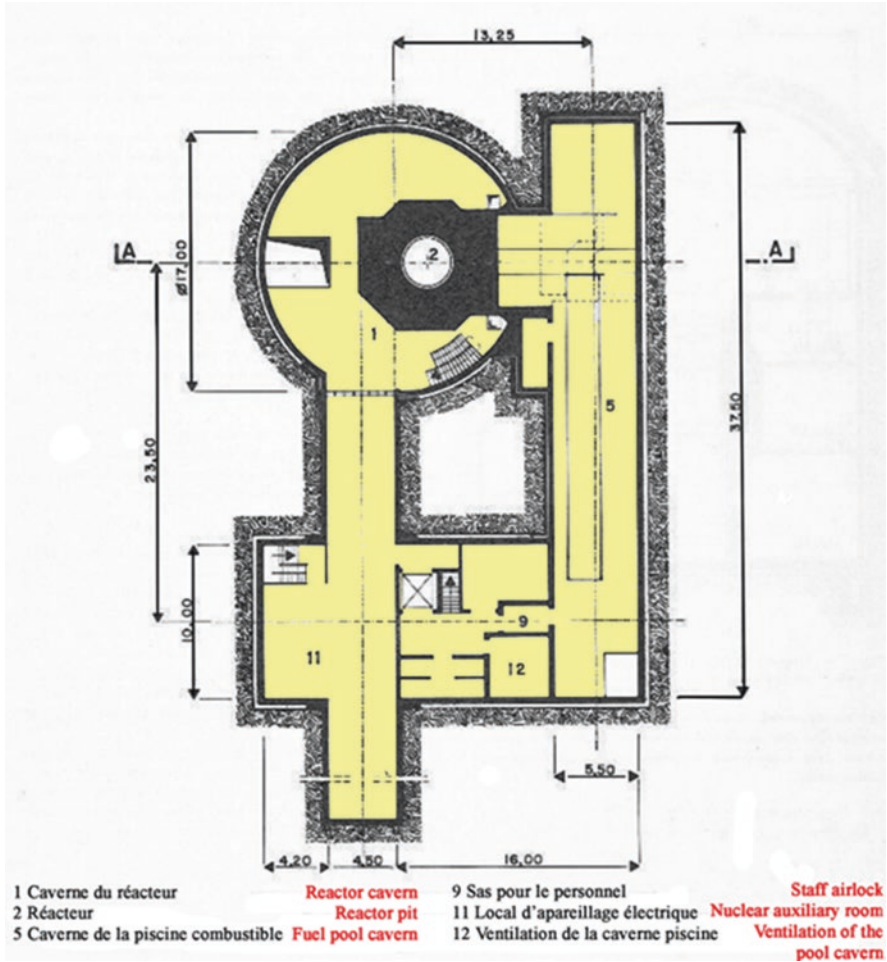 13,25
A A
2
Ø17,00
1
5
37,50
23,50
10,00
9
11
12
5,50
4,20 4,50 16,00
1 Caverne du réacteur Reactor cavern
2 Réacteur Reactor pit
5 Caverne de la piscine combustible Fuel pool cavern
9 Sas pour le personnel Staff airlock
11 Local d'apareillage électrique Nuclear auxiliary room
12 Ventilation de la caverne piscine Ventilation of the
pool cavern